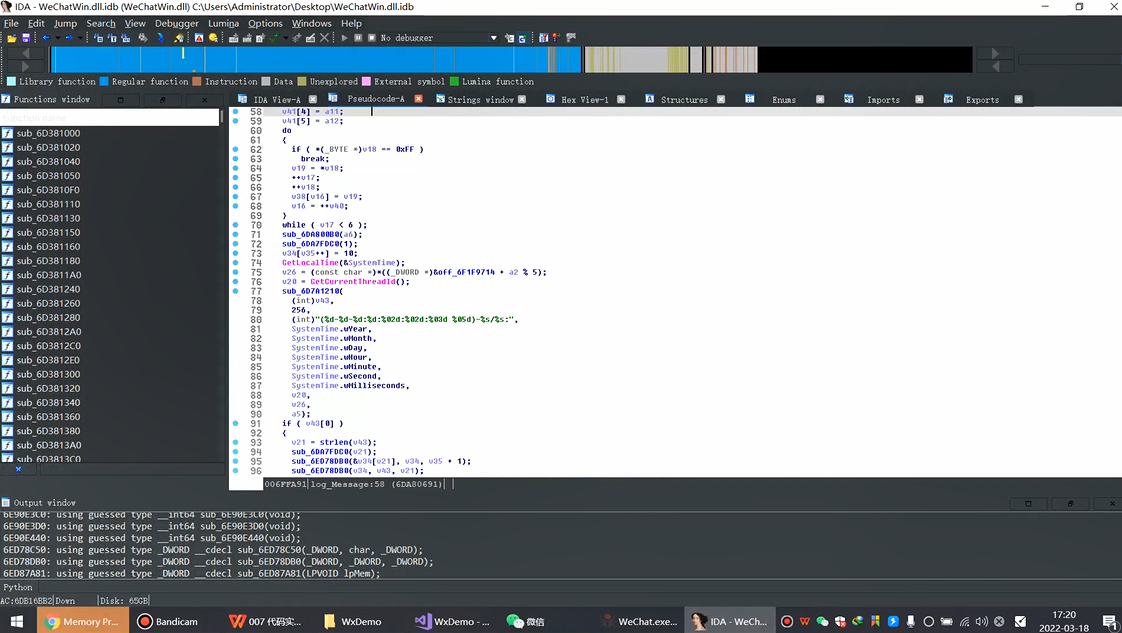 IDA - WeChatWin.dll.idb (WeChatWin.dll) C:\Users\Administrator\Desktop\WeChatWin.dll.idb
File Edit Jump Search View Debugger Lumina Options Windows Help
No debugger
Library function Regular function Instruction Data Unexplored External symbol Lumina function
Functions window
IDA View-A Pseudocode-A Strings window Hex View-1 Structures Enums Imports Exports
function name
sub_6D381000
sub_6D381020
sub_6D381040
sub_6D381050
sub_6D3810F0
sub_6D381110
sub_6D381130
sub_6D381150
sub_6D381160
sub_6D381180
sub_6D3811A0
sub_6D381240
sub_6D381260
sub_6D381280
sub_6D3812A0
sub_6D3812C0
sub_6D3812E0
sub_6D381300
sub_6D381320
sub_6D381340
sub_6D381360
sub_6D381380
sub_6D3813A0
sub_6D3813C0
58 v41[4] = a11;
59 v41[5] = a12;
60 do
61 {
62 if ( *(_BYTE *)v18 == 0xFF )
63 break;
64 v19 = *v18;
65 ++v17;
66 ++v18;
67 v38[v16] = v19;
68 v16 = ++v40;
69 }
70 while ( v17 < 6 );
71 sub_6DA800B0(a6);
72 sub_6DA7FDC0(1);
73 v34[v35++] = 10;
74 GetLocalTime(&SystemTime);
75 v26 = (const char *)*((_DWORD *)&off_6F1F9714 + a2 % 5);
76 v20 = GetCurrentThreadId();
77 sub_6D7A1210(
78 (int)v43,
79 256,
80 (int)"(%d-%d-%d:%d:%02d:%02d:%03d %05d)-%s/%s:",
81 SystemTime.wYear,
82 SystemTime.wMonth,
83 SystemTime.wDay,
84 SystemTime.wHour,
85 SystemTime.wMinute,
86 SystemTime.wSecond,
87 SystemTime.wMilliseconds,
88 v20,
89 v26,
90 a5);
91 if ( v43[0] )
92 {
93 v21 = strlen(v43);
94 sub_6DA7FDC0(v21);
95 sub_6ED78DB0(&v34[v21], v34, v35 + 1);
96 sub_6ED78DB0(v34, v43, v21);
006FFA91 log_Message:58 (6DA80691)
Output window
6E90E3C0: using guessed type __int64 sub_6E90E3C0(void);
6E90E3D0: using guessed type __int64 sub_6E90E3D0(void);
6E90E440: using guessed type __int64 sub_6E90E440(void);
6ED78C50: using guessed type _DWORD __cdecl sub_6ED78C50(_DWORD, char, _DWORD);
6ED78DB0: using guessed type _DWORD __cdecl sub_6ED78DB0(_DWORD, _DWORD, _DWORD);
6ED87A81: using guessed type _DWORD __cdecl sub_6ED87A81(LPVOID lpMem);
Python
AC:6DB16BB2 Down Disk: 65GB
Memory Pr... Bandicam 007 代码实... WxDemo WxDemo - ... 微信 WeChat.exe... IDA - WeCh... 17:20
2022-03-18